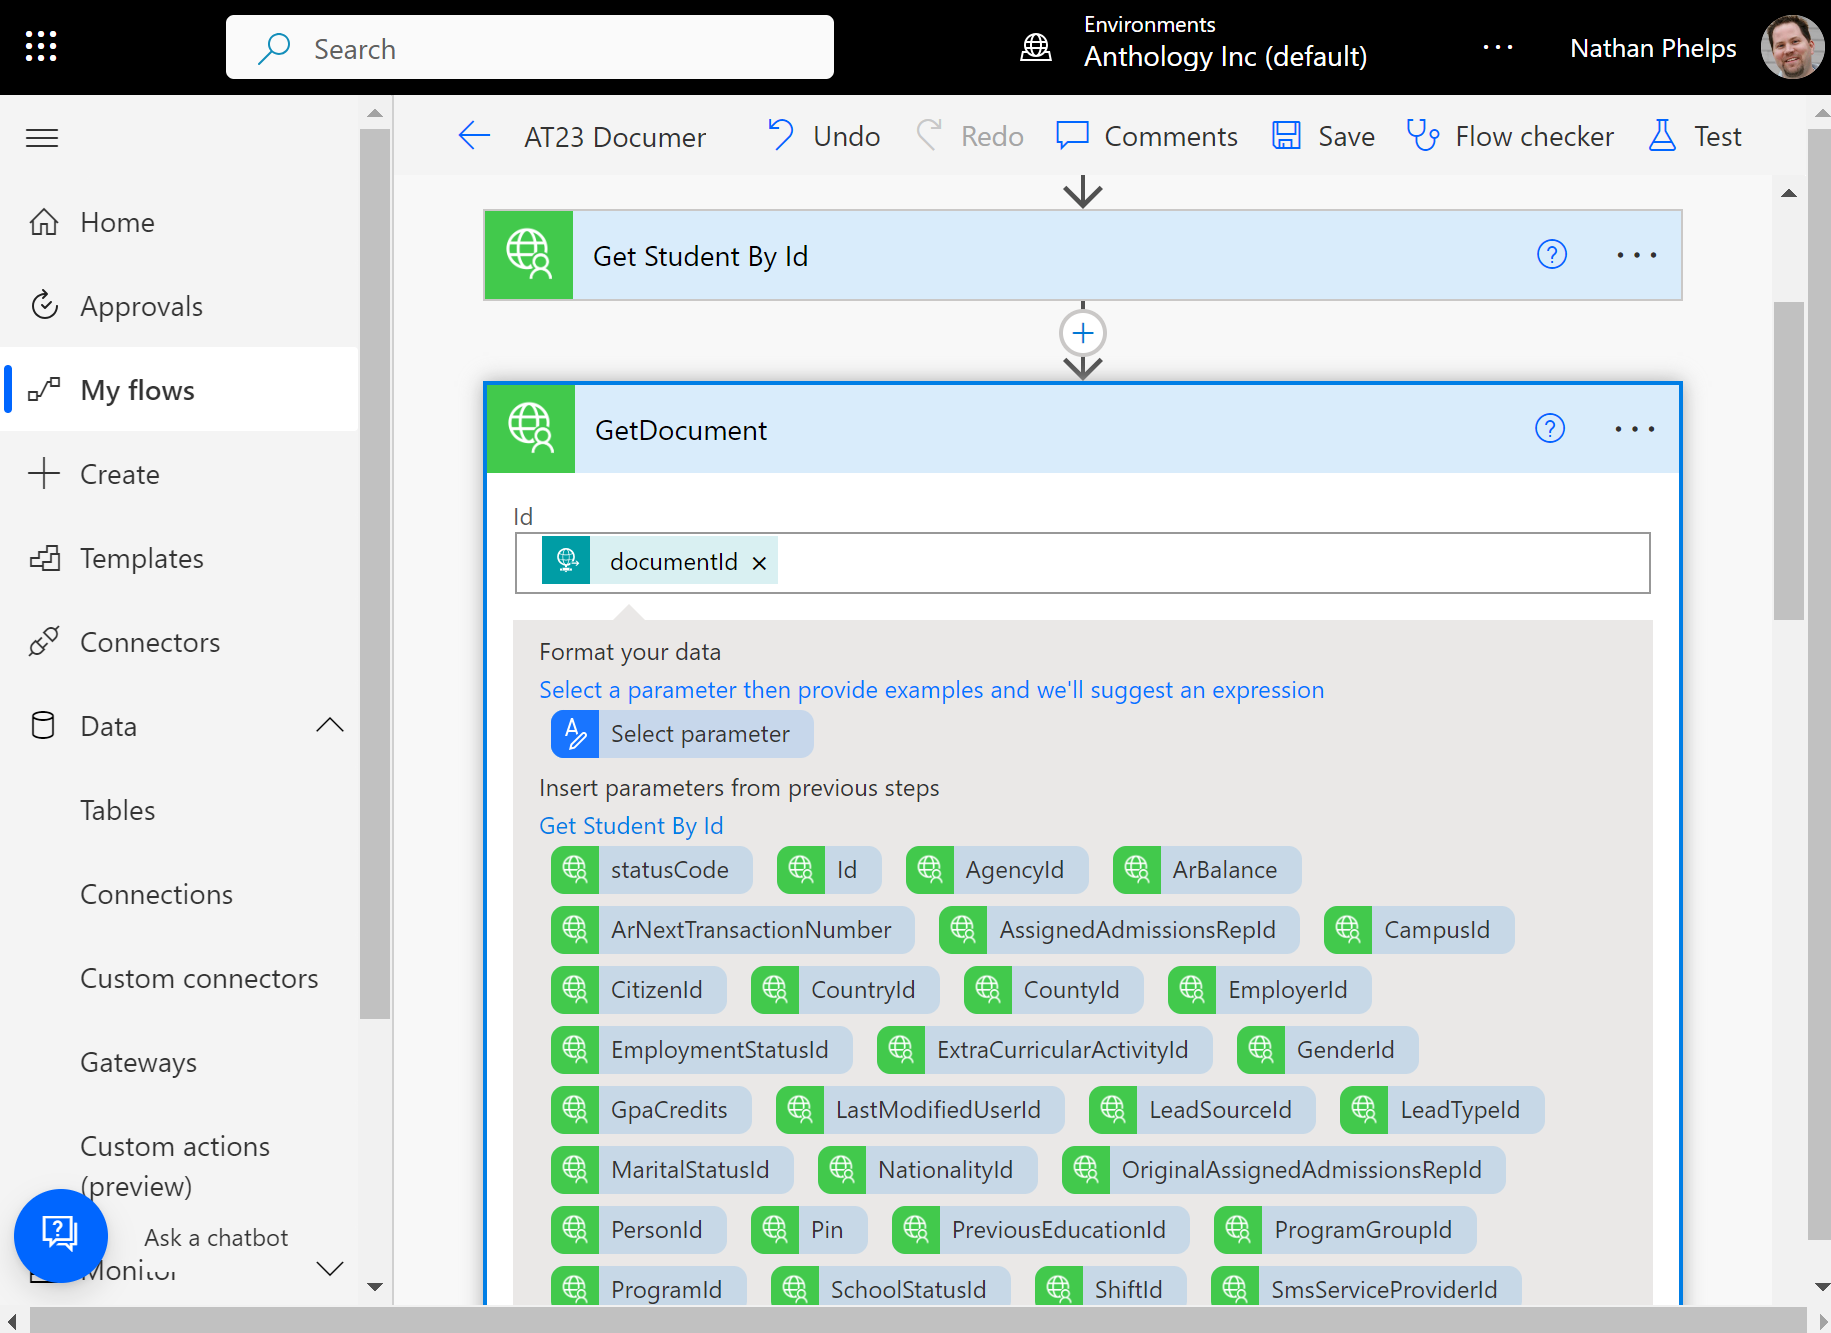 Search
Environments
Anthology Inc (default)
Nathan Phelps
AT23 Documen
Undo
Redo
Comments
Save
Flow checker
Test
Home
Approvals
My flows
Create
Templates
Connectors
Data
Tables
Connections
Custom connectors
Gateways
Custom actions
(preview)
Ask a chatbot
Monitor
Get Student By Id
GetDocument
Id
documentId
Format your data
Select a parameter then provide examples and we'll suggest an expression
Select parameter
Insert parameters from previous steps
Get Student By Id
statusCode Id AgencyId ArBalance
ArNextTransactionNumber AssignedAdmissionsRepId CampusId
CitizenId CountryId CountyId EmployerId
EmploymentStatusId ExtraCurricularActivityId GenderId
GpaCredits LastModifiedUserId LeadSourceId LeadTypeId
MaritalStatusId NationalityId OriginalAssignedAdmissionsRepId
PersonId Pin PreviousEducationId ProgramGroupId
ProgramId SchoolStatusId ShiftId SmsServiceProviderId